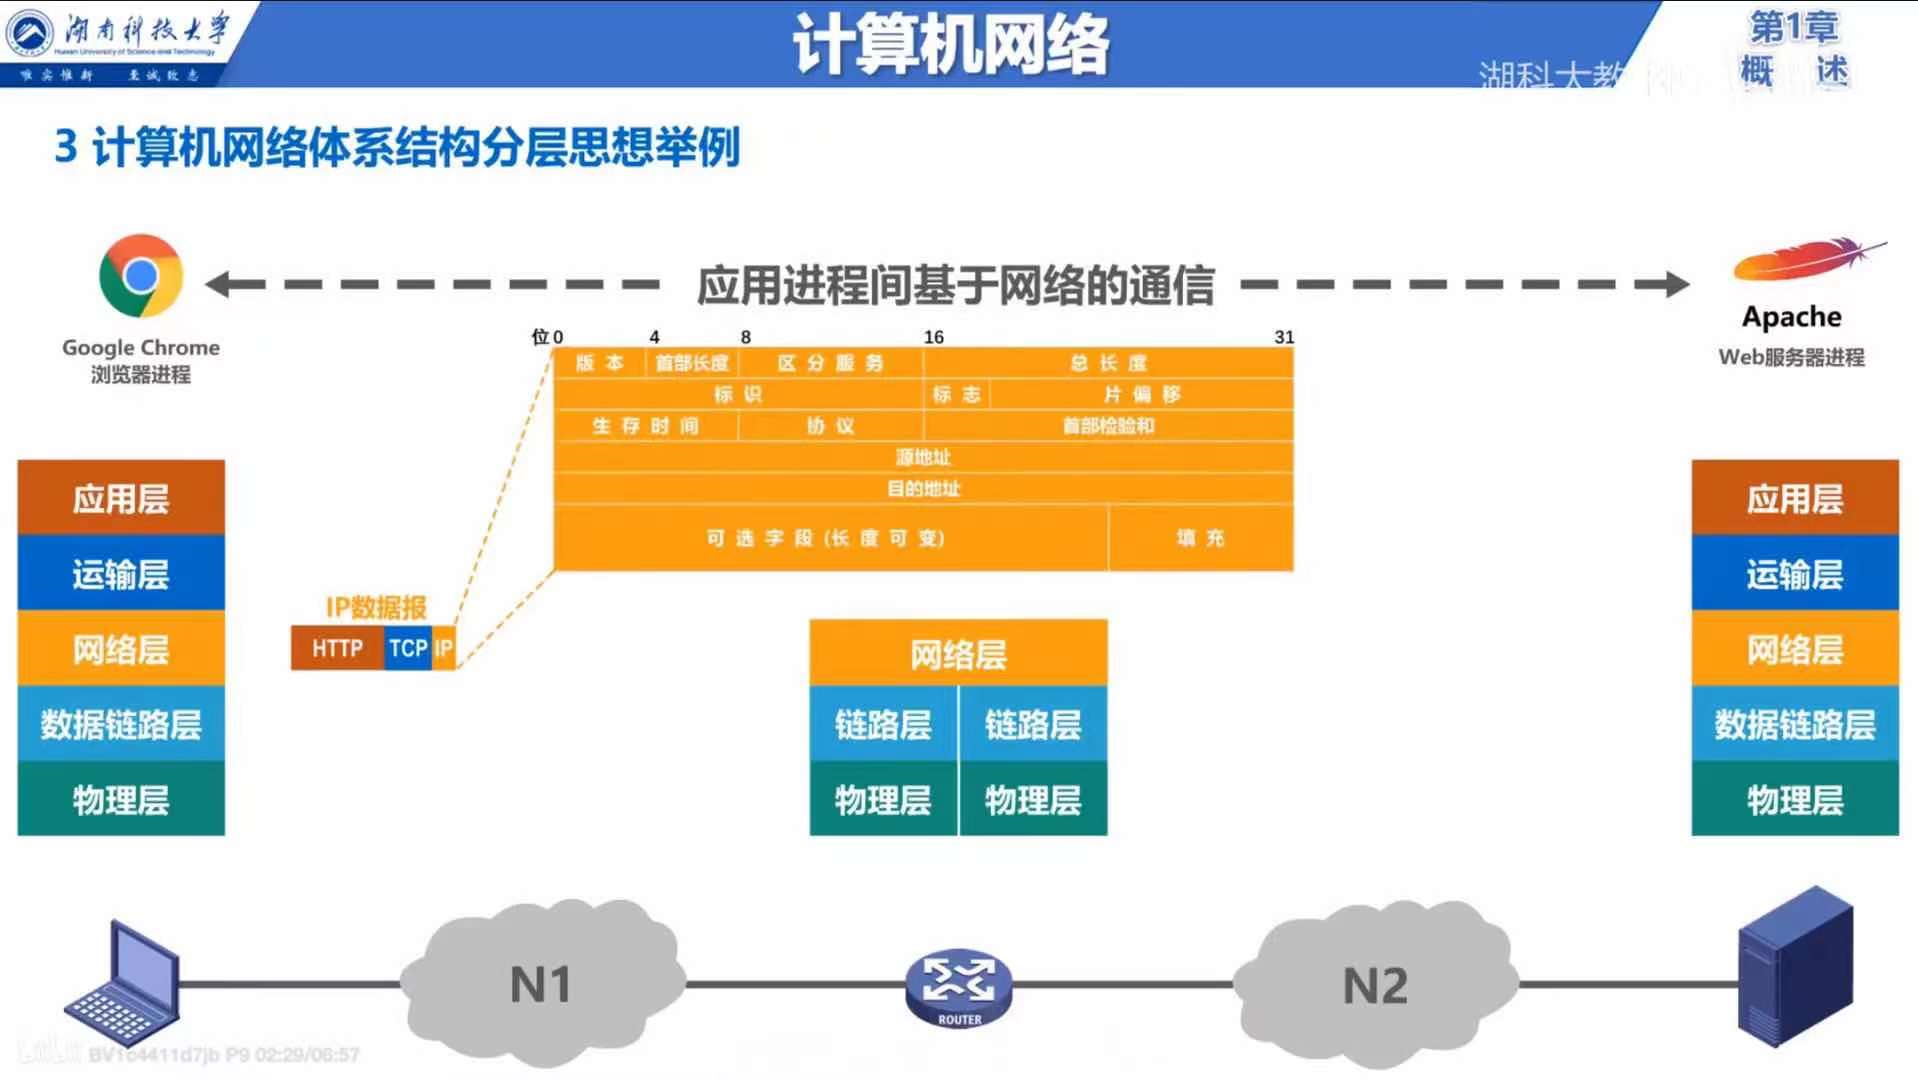 湖南科技大学
Hunan University of Science and Technology
唯实惟新 至诚致志
计算机网络
第1章
概 述
湖科大教
3 计算机网络体系结构分层思想举例
应用进程间基于网络的通信
Google Chrome
浏览器进程
Apache
Web服务器进程
位 0 4 8 16 31
版 本 首部长度 区 分 服 务 总 长 度
标 识 标 志 片 偏 移
生 存 时 间 协 议 首部检验和
源地址
目的地址
可 选 字 段 (长 度 可 变) 填 充
IP数据报
HTTP TCP IP
应用层
运输层
网络层
数据链路层
物理层
网络层
链路层 链路层
物理层 物理层
应用层
运输层
网络层
数据链路层
物理层
N1
ROUTER
N2
BV1c4411d7jb P9 02:29/06:57